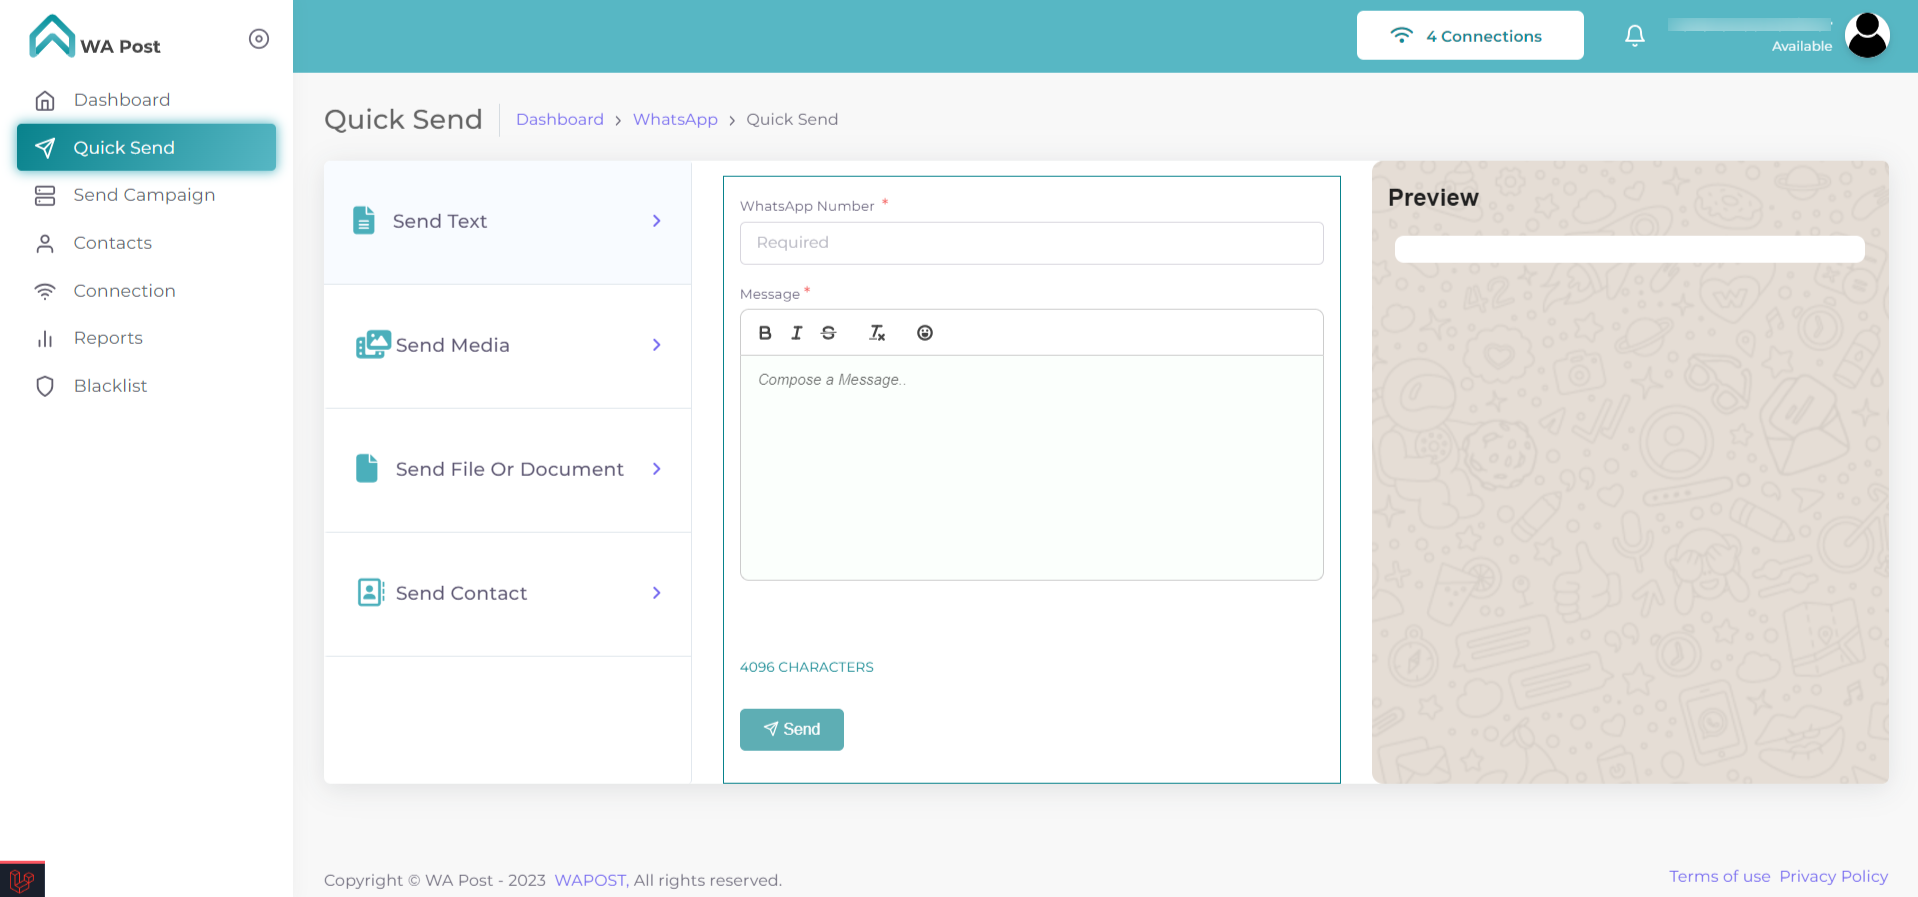 WA Post
4 Connections
Available
Dashboard
Quick Send
Send Campaign
Contacts
Connection
Reports
Blacklist
Quick Send
Dashboard › WhatsApp › Quick Send
Send Text
Send Media
Send File Or Document
Send Contact
WhatsApp Number *
Required
Message *
Compose a Message..
4096 CHARACTERS
Send
Preview
Copyright © WA Post - 2023 WAPOST, All rights reserved.
Terms of use Privacy Policy